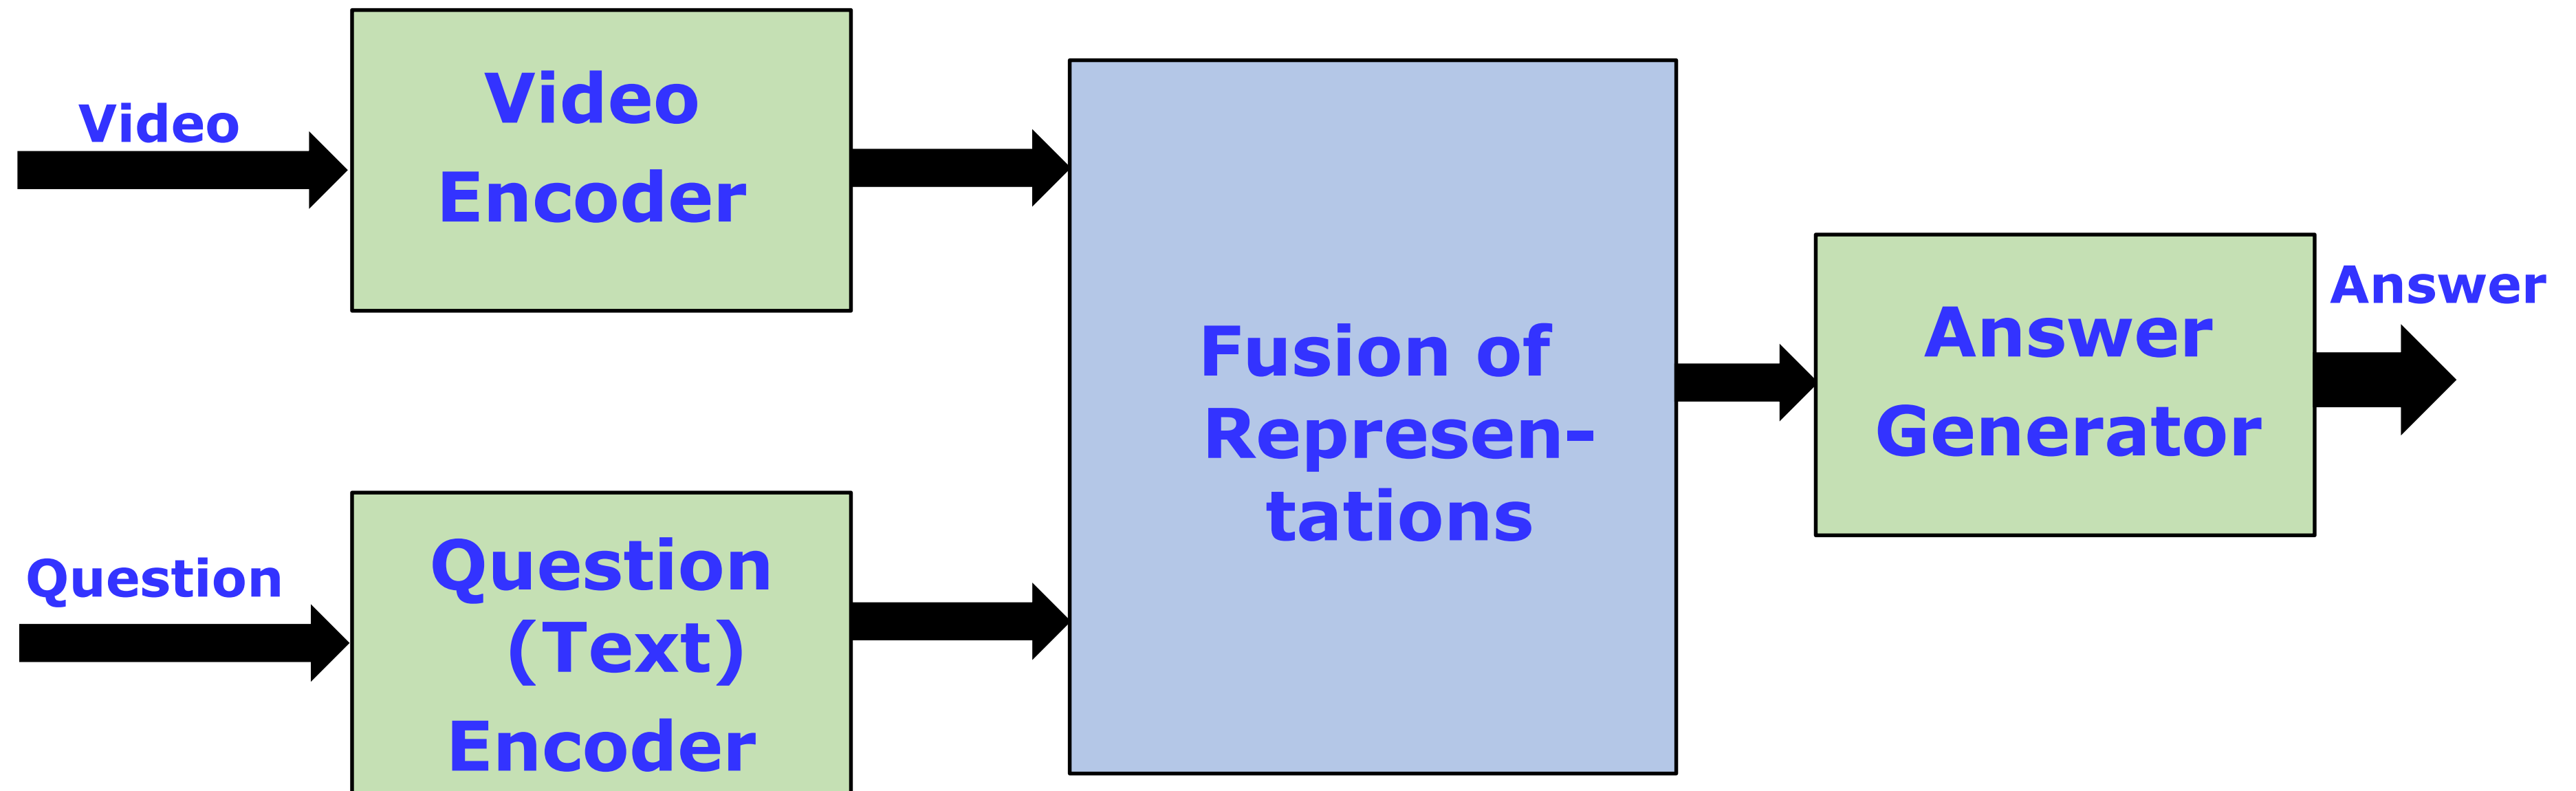 Video
Video
Encoder
Question
Question
(Text)
Encoder
Fusion of
Represen-
tations
Answer
Generator
Answer